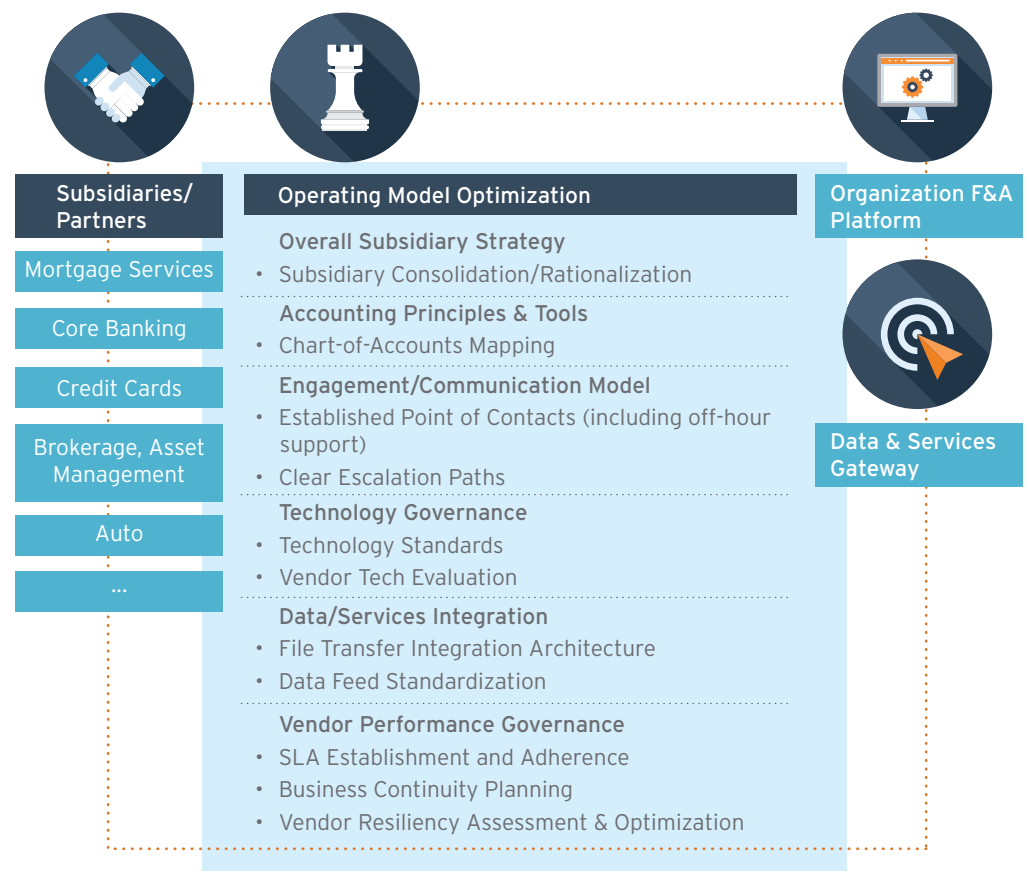 Subsidiaries/
Partners
Mortgage Services
Core Banking
Credit Cards
Brokerage, Asset
Management
Auto
...
Operating Model Optimization
Overall Subsidiary Strategy
• Subsidiary Consolidation/Rationalization
Accounting Principles & Tools
• Chart-of-Accounts Mapping
Engagement/Communication Model
• Established Point of Contacts (including off-hour
support)
• Clear Escalation Paths
Technology Governance
• Technology Standards
• Vendor Tech Evaluation
Data/Services Integration
• File Transfer Integration Architecture
• Data Feed Standardization
Vendor Performance Governance
• SLA Establishment and Adherence
• Business Continuity Planning
• Vendor Resiliency Assessment & Optimization
Organization F&A
Platform
Data & Services
Gateway